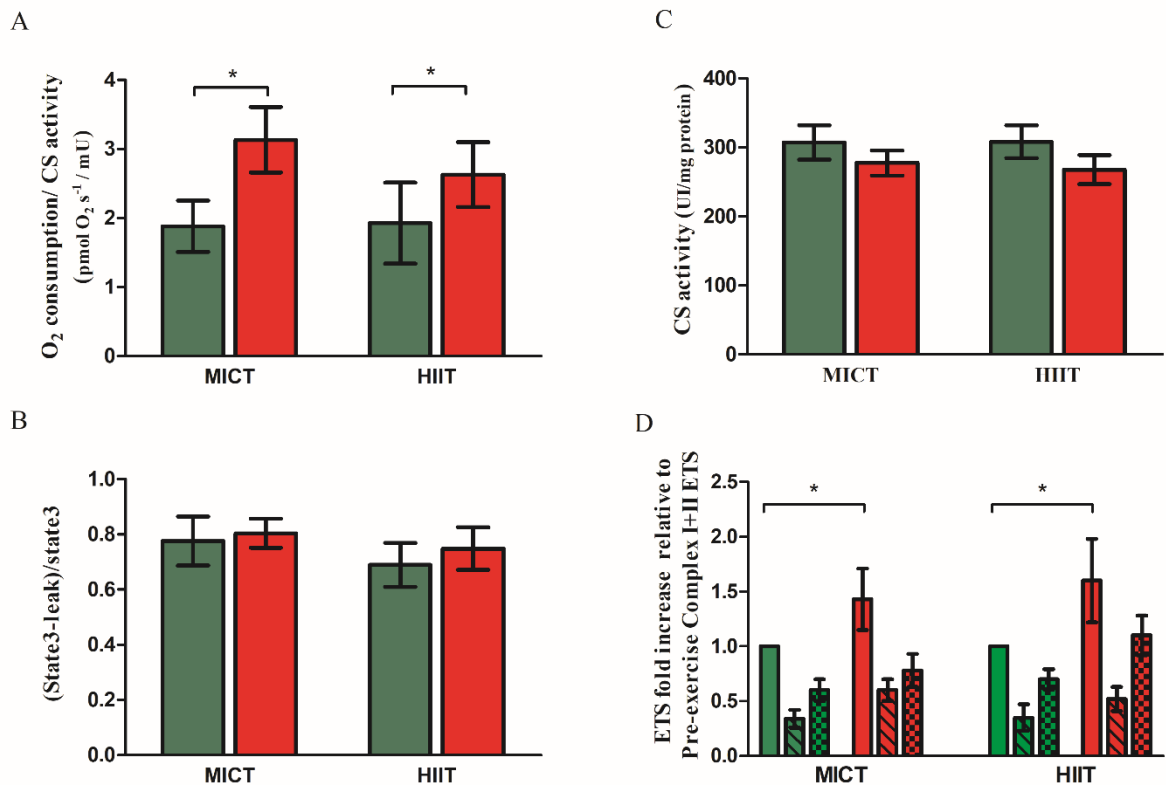 A
O₂ consumption/ CS activity
(pmol O₂ s⁻¹ / mU)
4
3
2
1
0
*
*
MICT
HIIT
B
(State3-leak)/state3
1.0
0.8
0.6
0.4
0.2
0.0
MICT
HIIT
C
CS activity (UI/mg protein)
400
300
200
100
0
MICT
HIIT
D
ETS fold increase relative to
Pre-exercise Complex I+II ETS
2.5
2.0
1.5
1.0
0.5
0.0
*
*
MICT
HIIT